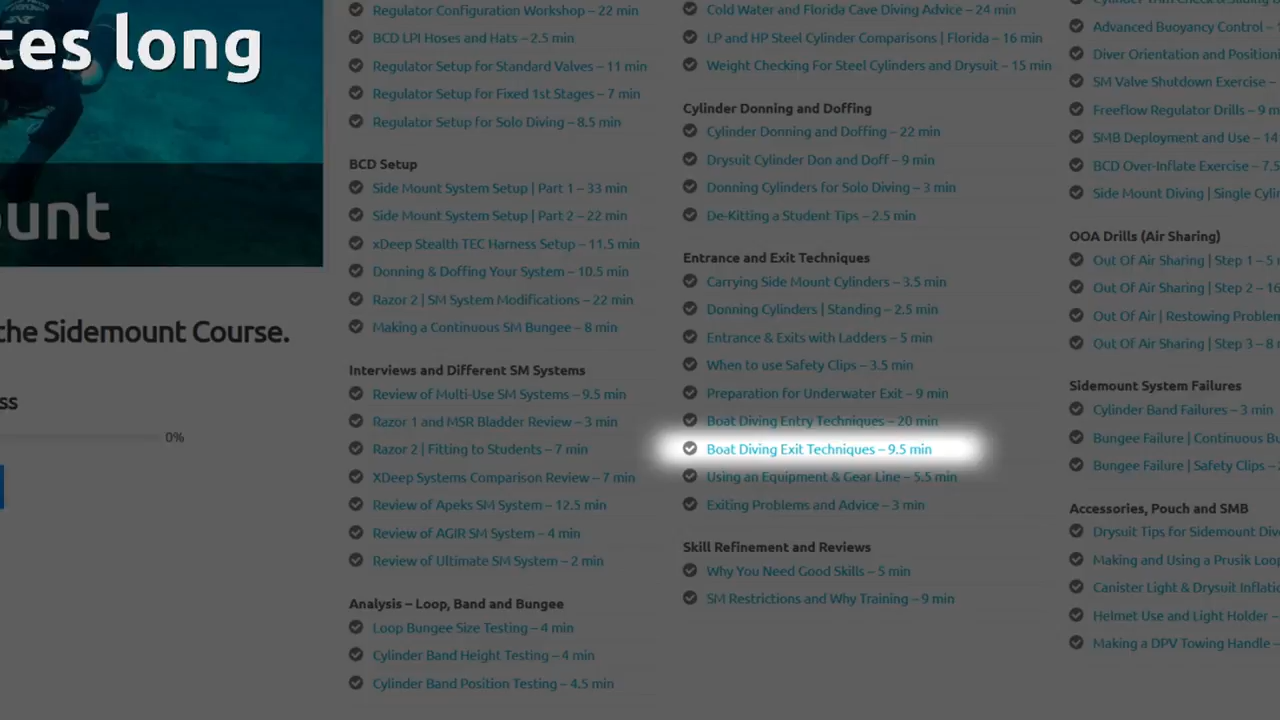 tes long
unt
the Sidemount Course.
ss
0%
Regulator Configuration Workshop – 22 min
BCD LPI Hoses and Hats – 2.5 min
Regulator Setup for Standard Valves – 11 min
Regulator Setup for Fixed 1st Stages – 7 min
Regulator Setup for Solo Diving – 8.5 min
BCD Setup
Side Mount System Setup | Part 1 – 33 min
Side Mount System Setup | Part 2 – 22 min
xDeep Stealth TEC Harness Setup – 11.5 min
Donning & Doffing Your System – 10.5 min
Razor 2 | SM System Modifications – 22 min
Making a Continuous SM Bungee – 8 min
Interviews and Different SM Systems
Review of Multi-Use SM Systems – 9.5 min
Razor 1 and MSR Bladder Review – 3 min
Razor 2 | Fitting to Students – 7 min
XDeep Systems Comparison Review – 7 min
Review of Apeks SM System – 12.5 min
Review of AGIR SM System – 4 min
Review of Ultimate SM System – 2 min
Analysis – Loop, Band and Bungee
Loop Bungee Size Testing – 4 min
Cylinder Band Height Testing – 4 min
Cylinder Band Position Testing – 4.5 min
Cold Water and Florida Cave Diving Advice – 24 min
LP and HP Steel Cylinder Comparisons | Florida – 16 min
Weight Checking For Steel Cylinders and Drysuit – 15 min
Cylinder Donning and Doffing
Cylinder Donning and Doffing – 22 min
Drysuit Cylinder Don and Doff – 9 min
Donning Cylinders for Solo Diving – 3 min
De-Kitting a Student Tips – 2.5 min
Entrance and Exit Techniques
Carrying Side Mount Cylinders – 3.5 min
Donning Cylinders | Standing – 2.5 min
Entrance & Exits with Ladders – 5 min
When to use Safety Clips – 3.5 min
Preparation for Underwater Exit – 9 min
Boat Diving Entry Techniques – 20 min
Boat Diving Exit Techniques – 9.5 min
Using an Equipment & Gear Line – 5.5 min
Exiting Problems and Advice – 3 min
Skill Refinement and Reviews
Why You Need Good Skills – 5 min
SM Restrictions and Why Training – 9 min
Advanced Buoyancy Control –
Diver Orientation and Position
SM Valve Shutdown Exercise –
Freeflow Regulator Drills – 9 m
SMB Deployment and Use – 14
BCD Over-Inflate Exercise – 7.5
Side Mount Diving | Single Cylin
OOA Drills (Air Sharing)
Out Of Air Sharing | Step 1 – 5
Out Of Air Sharing | Step 2 – 16
Out Of Air | Restowing Problem
Out Of Air Sharing | Step 3 – 8
Sidemount System Failures
Cylinder Band Failures – 3 min
Bungee Failure | Continuous Bu
Bungee Failure | Safety Clips –
Accessories, Pouch and SMB
Drysuit Tips for Sidemount Div
Making and Using a Prusik Loop
Canister Light & Drysuit Inflatio
Helmet Use and Light Holder –
Making a DPV Towing Handle –